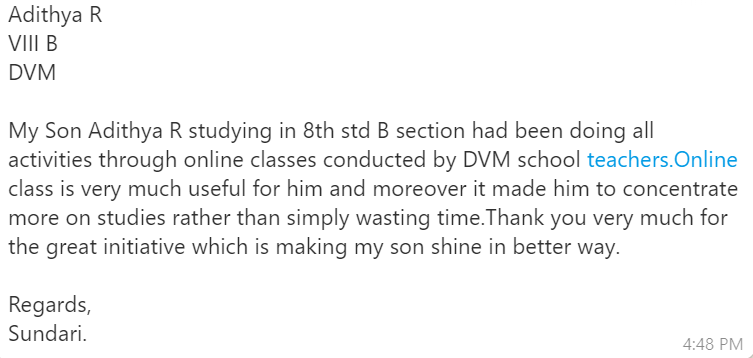 Adithya R
VIII B
DVM
My Son Adithya R studying in 8th std B section had been doing all
activities through online classes conducted by DVM school teachers.Online
class is very much useful for him and moreover it made him to concentrate
more on studies rather than simply wasting time.Thank you very much for
the great initiative which is making my son shine in better way.
Regards,
Sundari.
4:48 PM